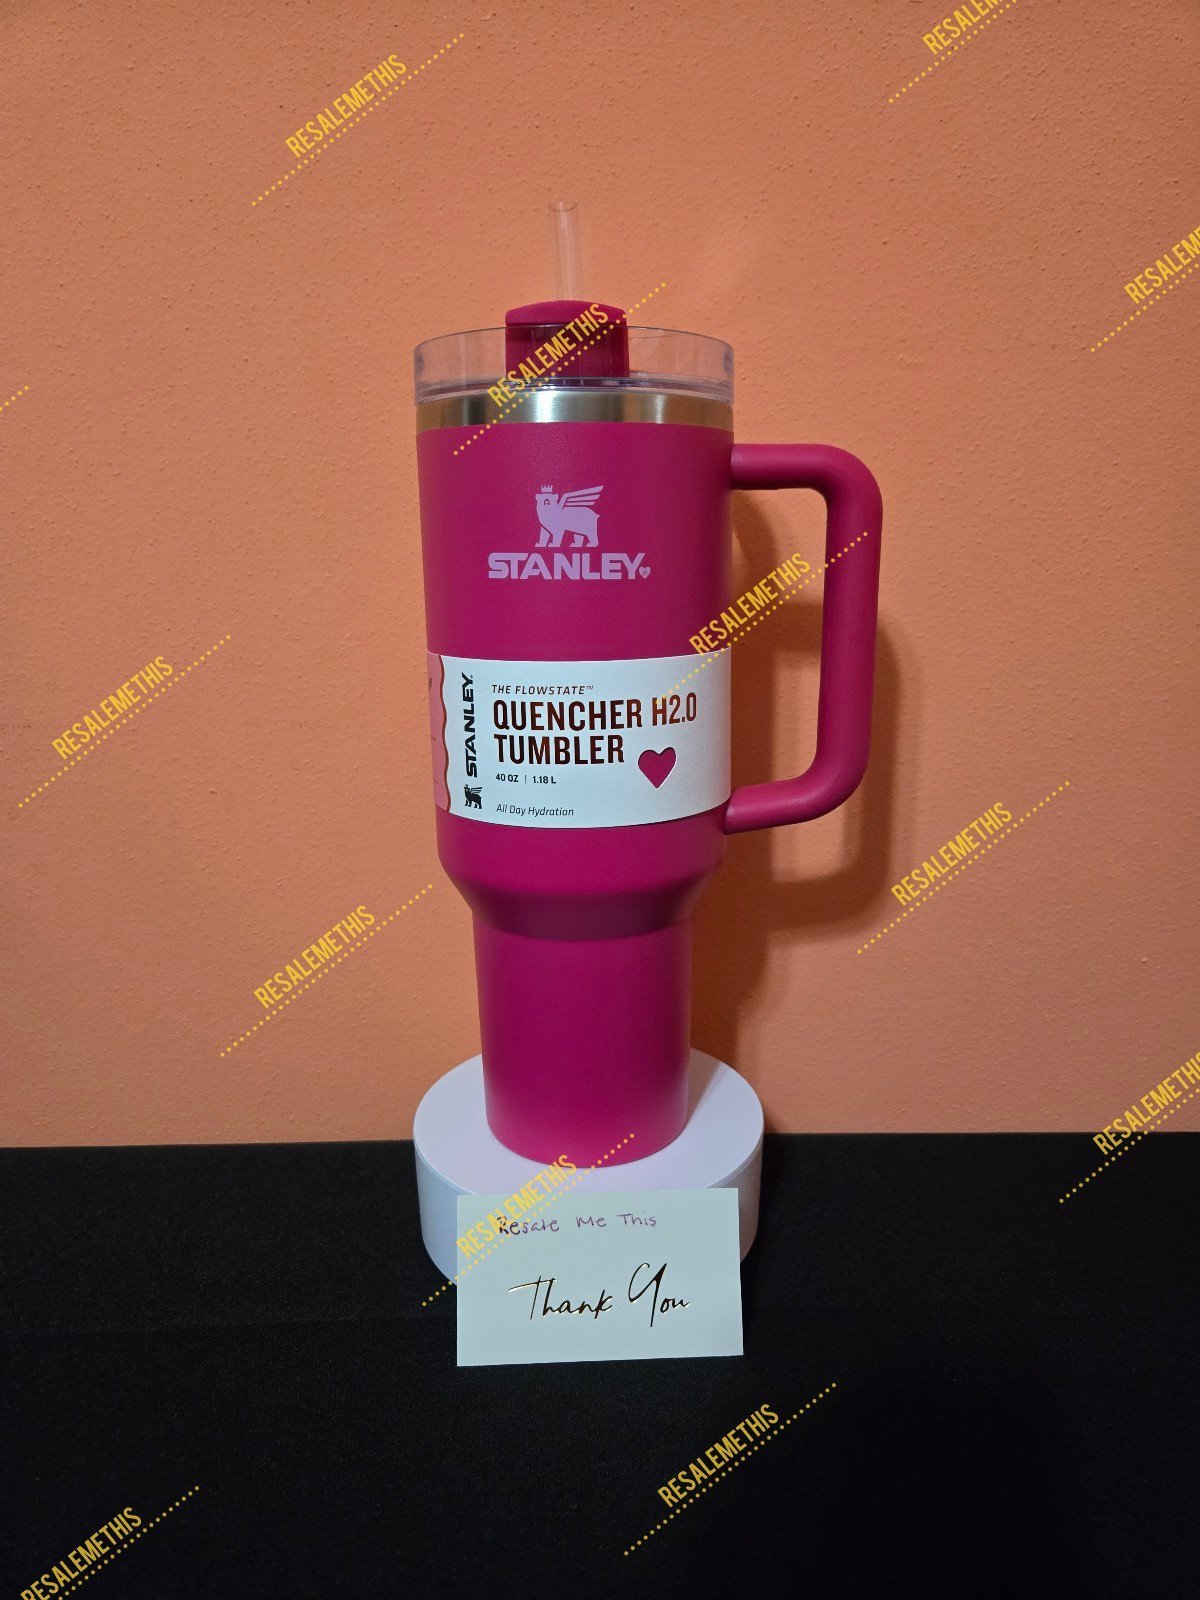 RESALEMETHIS
RESALEMETHIS
RESALEMETHIS
RESALEMETHIS
STANLEY
RESALEMETHIS
RESALEMETHIS
STANLEY
THE FLOWSTATE™
QUENCHER H2.0
TUMBLER
40 OZ | 1.18 L
All Day Hydration
RESALEMETHIS
RESALEMETHIS
RESALEMETHIS
RESALEMETHIS
Resale Me This
Thank You
RESALEMETHIS
RESALEMETHIS